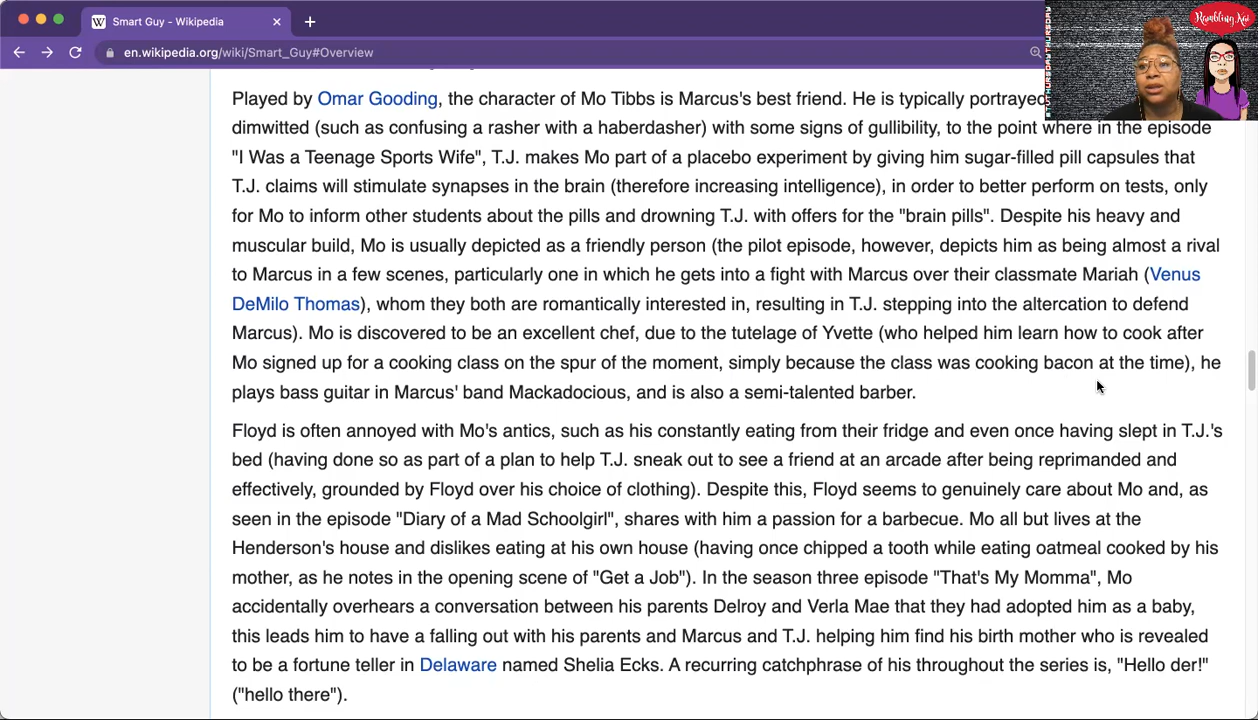 Smart Guy - Wikipedia
en.wikipedia.org/wiki/Smart_Guy#Overview
Rambling Kai
THURSDAY THURSDAY
Played by Omar Gooding, the character of Mo Tibbs is Marcus's best friend. He is typically portrayed
dimwitted (such as confusing a rasher with a haberdasher) with some signs of gullibility, to the point where in the episode
"I Was a Teenage Sports Wife", T.J. makes Mo part of a placebo experiment by giving him sugar-filled pill capsules that
T.J. claims will stimulate synapses in the brain (therefore increasing intelligence), in order to better perform on tests, only
for Mo to inform other students about the pills and drowning T.J. with offers for the "brain pills". Despite his heavy and
muscular build, Mo is usually depicted as a friendly person (the pilot episode, however, depicts him as being almost a rival
to Marcus in a few scenes, particularly one in which he gets into a fight with Marcus over their classmate Mariah (Venus
DeMilo Thomas), whom they both are romantically interested in, resulting in T.J. stepping into the altercation to defend
Marcus). Mo is discovered to be an excellent chef, due to the tutelage of Yvette (who helped him learn how to cook after
Mo signed up for a cooking class on the spur of the moment, simply because the class was cooking bacon at the time), he
plays bass guitar in Marcus' band Mackadocious, and is also a semi-talented barber.
Floyd is often annoyed with Mo's antics, such as his constantly eating from their fridge and even once having slept in T.J.'s
bed (having done so as part of a plan to help T.J. sneak out to see a friend at an arcade after being reprimanded and
effectively, grounded by Floyd over his choice of clothing). Despite this, Floyd seems to genuinely care about Mo and, as
seen in the episode "Diary of a Mad Schoolgirl", shares with him a passion for a barbecue. Mo all but lives at the
Henderson's house and dislikes eating at his own house (having once chipped a tooth while eating oatmeal cooked by his
mother, as he notes in the opening scene of "Get a Job"). In the season three episode "That's My Momma", Mo
accidentally overhears a conversation between his parents Delroy and Verla Mae that they had adopted him as a baby,
this leads him to have a falling out with his parents and Marcus and T.J. helping him find his birth mother who is revealed
to be a fortune teller in Delaware named Shelia Ecks. A recurring catchphrase of his throughout the series is, "Hello der!"
("hello there").